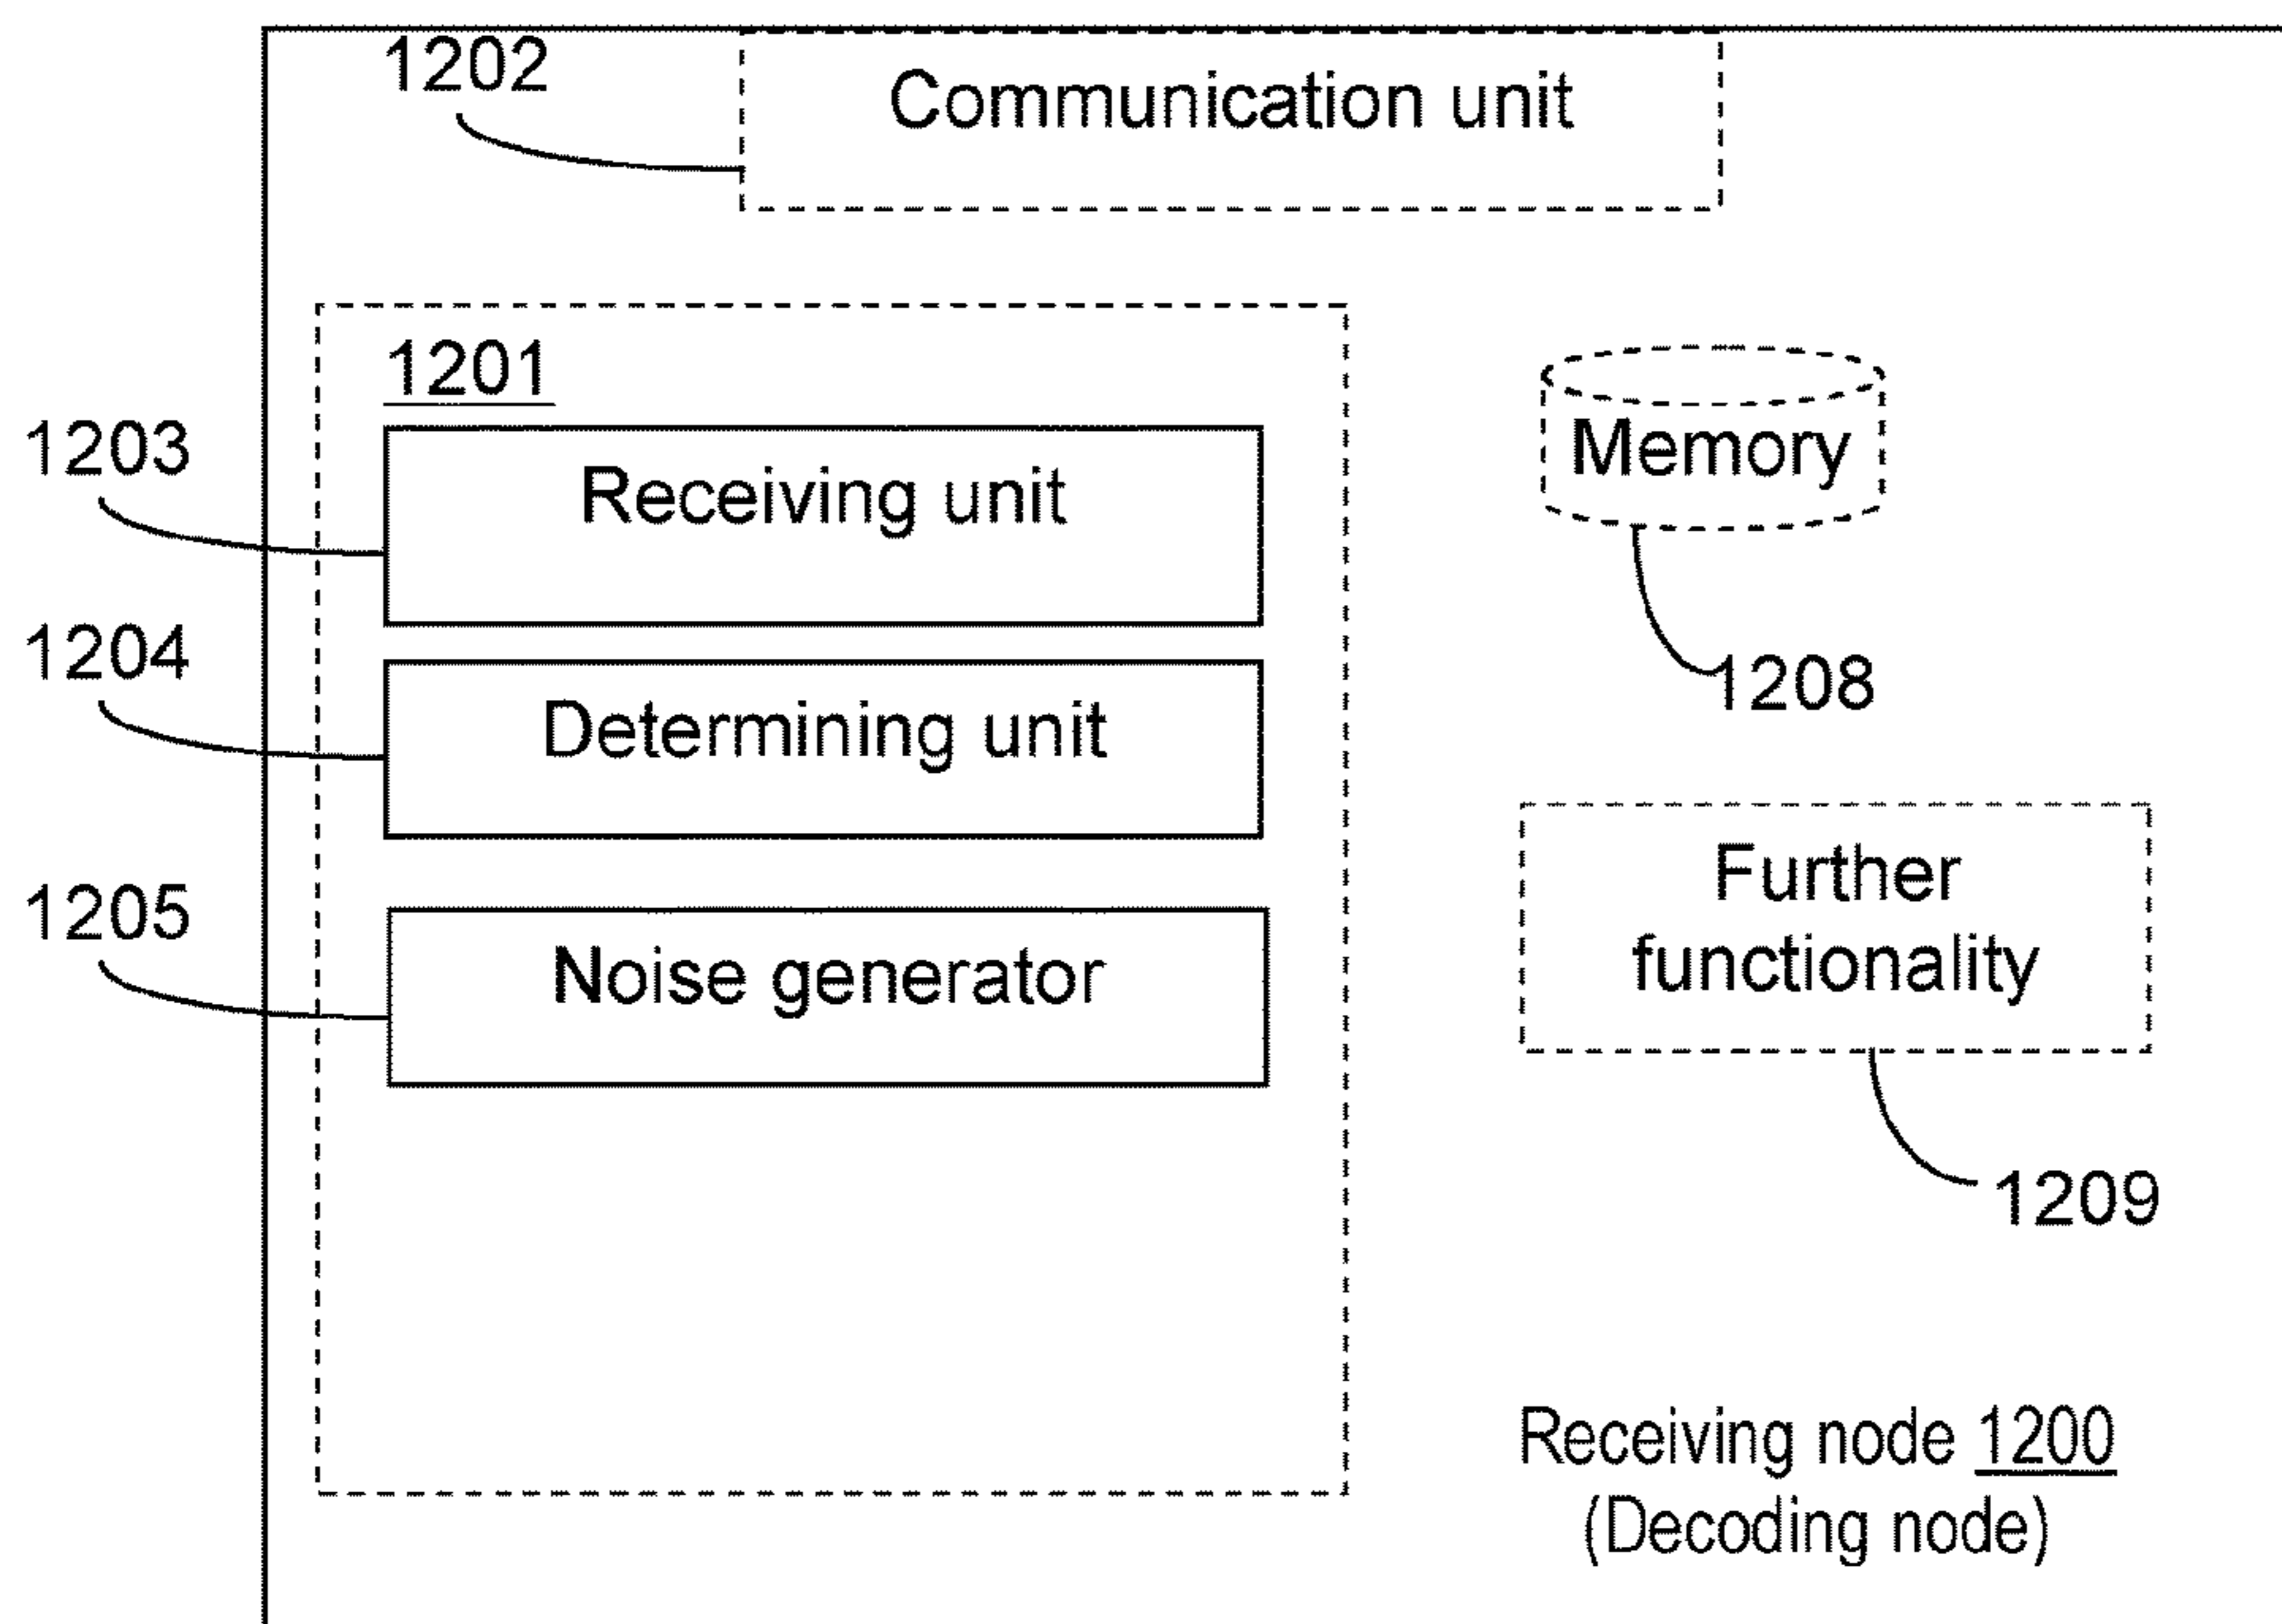 1202
Communication unit
1201
1203
Receiving unit
Memory
1204
1208
Determining unit
Further
functionality
1205
Noise generator
1209
Receiving node 1200
(Decoding node)